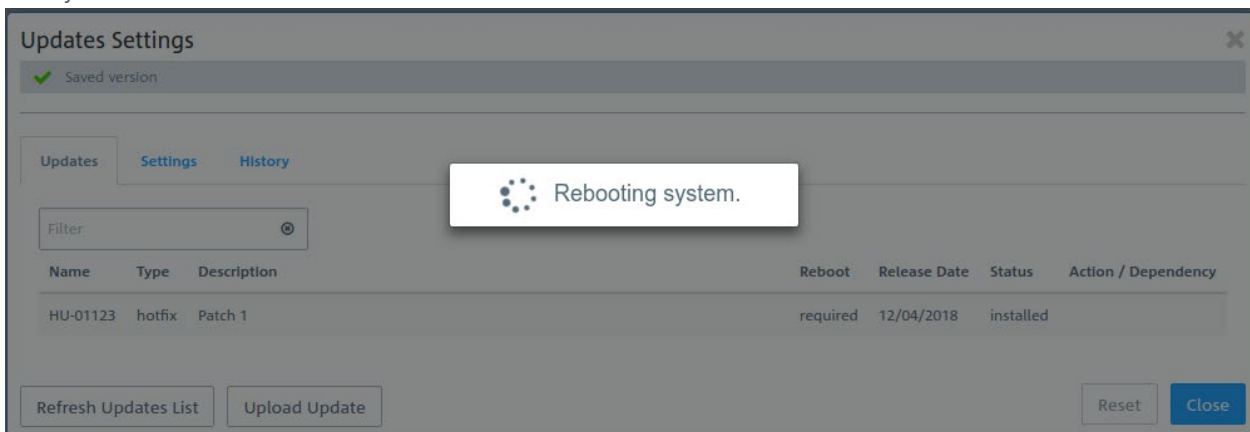 Updates Settings
Saved version
Updates Settings History
Rebooting system.
Filter
Name Type Description Reboot Release Date Status Action / Dependency
HU-01123 hotfix Patch 1 required 12/04/2018 installed
Refresh Updates List Upload Update Reset Close